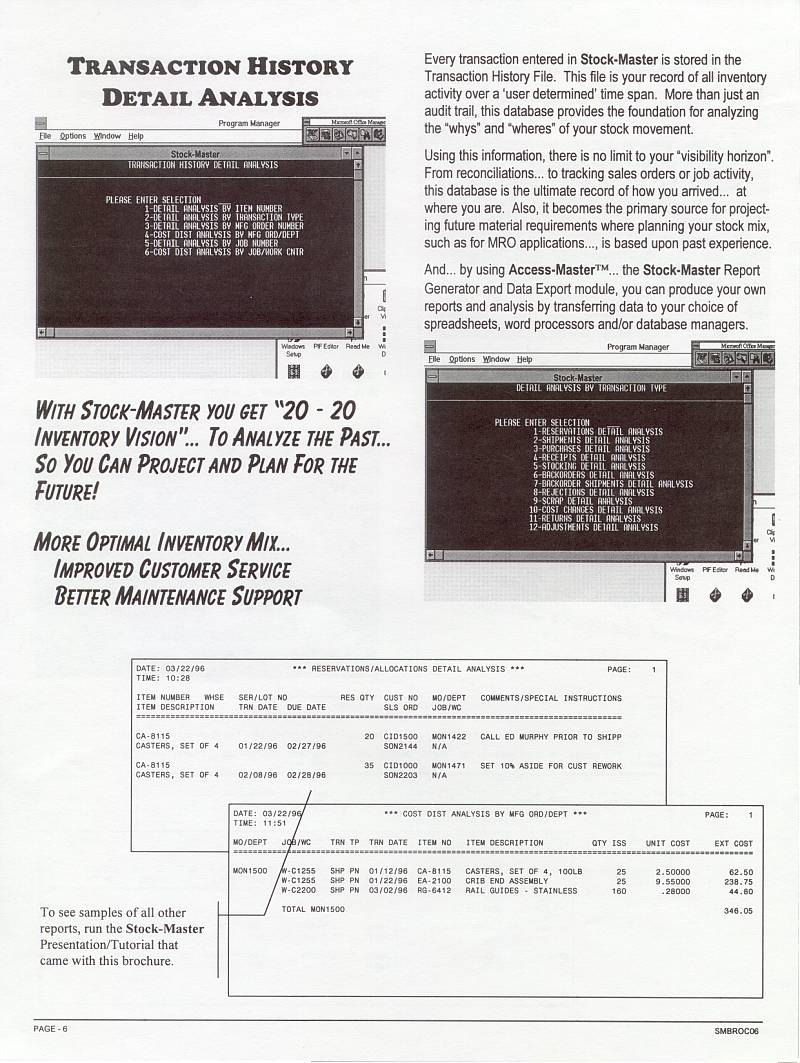 TRANSACTION HISTORY
DETAIL ANALYSIS
Program Manager
Microsoft Office Manager
File Options Window Help
Stock-Master
TRANSACTION HISTORY DETAIL ANALYSIS
PLEASE ENTER SELECTION __
1-DETAIL ANALYSIS BY ITEM NUMBER
2-DETAIL ANALYSIS BY TRANSACTION TYPE
3-DETAIL ANALYSIS BY MFG ORDER NUMBER
4-COST DIST ANALYSIS BY MFG ORD/DEPT
5-DETAIL ANALYSIS BY JOB NUMBER
6-COST DIST ANALYSIS BY JOB/WORK CNTR
Windows Setup
PIF Editor
Read Me
WITH STOCK-MASTER YOU GET "20 - 20
INVENTORY VISION"... TO ANALYZE THE PAST...
SO YOU CAN PROJECT AND PLAN FOR THE
FUTURE!
MORE OPTIMAL INVENTORY MIX...
IMPROVED CUSTOMER SERVICE
BETTER MAINTENANCE SUPPORT
Every transaction entered in Stock-Master is stored in the
Transaction History File. This file is your record of all inventory
activity over a 'user determined' time span. More than just an
audit trail, this database provides the foundation for analyzing
the "whys" and "wheres" of your stock movement.
Using this information, there is no limit to your "visibility horizon".
From reconciliations... to tracking sales orders or job activity,
this database is the ultimate record of how you arrived... at
where you are. Also, it becomes the primary source for project-
ing future material requirements where planning your stock mix,
such as for MRO applications..., is based upon past experience.
And... by using Access-Master™... the Stock-Master Report
Generator and Data Export module, you can produce your own
reports and analysis by transferring data to your choice of
spreadsheets, word processors and/or database managers.
Program Manager
Microsoft Office Manager
File Options Window Help
Stock-Master
DETAIL ANALYSIS BY TRANSACTION TYPE
PLEASE ENTER SELECTION
1-RESERVATIONS DETAIL ANALYSIS
2-SHIPMENTS DETAIL ANALYSIS
3-PURCHASES DETAIL ANALYSIS
4-RECEIPTS DETAIL ANALYSIS
5-STOCKING DETAIL ANALYSIS
6-BACKORDERS DETAIL ANALYSIS
7-BACKORDER SHIPMENTS DETAIL ANALYSIS
8-REJECTIONS DETAIL ANALYSIS
9-SCRAP DETAIL ANALYSIS
10-COST CHANGES DETAIL ANALYSIS
11-RETURNS DETAIL ANALYSIS
12-ADJUSTMENTS DETAIL ANALYSIS
Windows Setup
PIF Editor
Read Me
DATE: 03/22/96 *** RESERVATIONS/ALLOCATIONS DETAIL ANALYSIS *** PAGE: 1
TIME: 10:28
ITEM NUMBER WHSE SER/LOT NO RES QTY CUST NO MO/DEPT COMMENTS/SPECIAL INSTRUCTIONS
ITEM DESCRIPTION TRN DATE DUE DATE SLS ORD JOB/WC
CA-8115 20 CID1500 MON1422 CALL ED MURPHY PRIOR TO SHIPP
CASTERS, SET OF 4 01/22/96 02/27/96 SON2144 N/A
CA-8115 35 CID1000 MON1471 SET 10% ASIDE FOR CUST REWORK
CASTERS, SET OF 4 02/08/96 02/28/96 SON2203 N/A
DATE: 03/22/96 *** COST DIST ANALYSIS BY MFG ORD/DEPT *** PAGE: 1
TIME: 11:51
MO/DEPT JOB/WC TRN TP TRN DATE ITEM NO ITEM DESCRIPTION QTY ISS UNIT COST EXT COST
MON1500 W-C1255 SHP PN 01/12/96 CA-8115 CASTERS, SET OF 4, 100LB 25 2.50000 62.50
W-C1255 SHP PN 01/22/96 EA-2100 CRIB END ASSEMBLY 25 9.55000 238.75
W-C2200 SHP PN 03/02/96 RG-6412 RAIL GUIDES - STAINLESS 160 .28000 44.80
TOTAL MON1500 346.05
To see samples of all other
reports, run the Stock-Master
Presentation/Tutorial that
came with this brochure.
PAGE - 6
SMBROC06